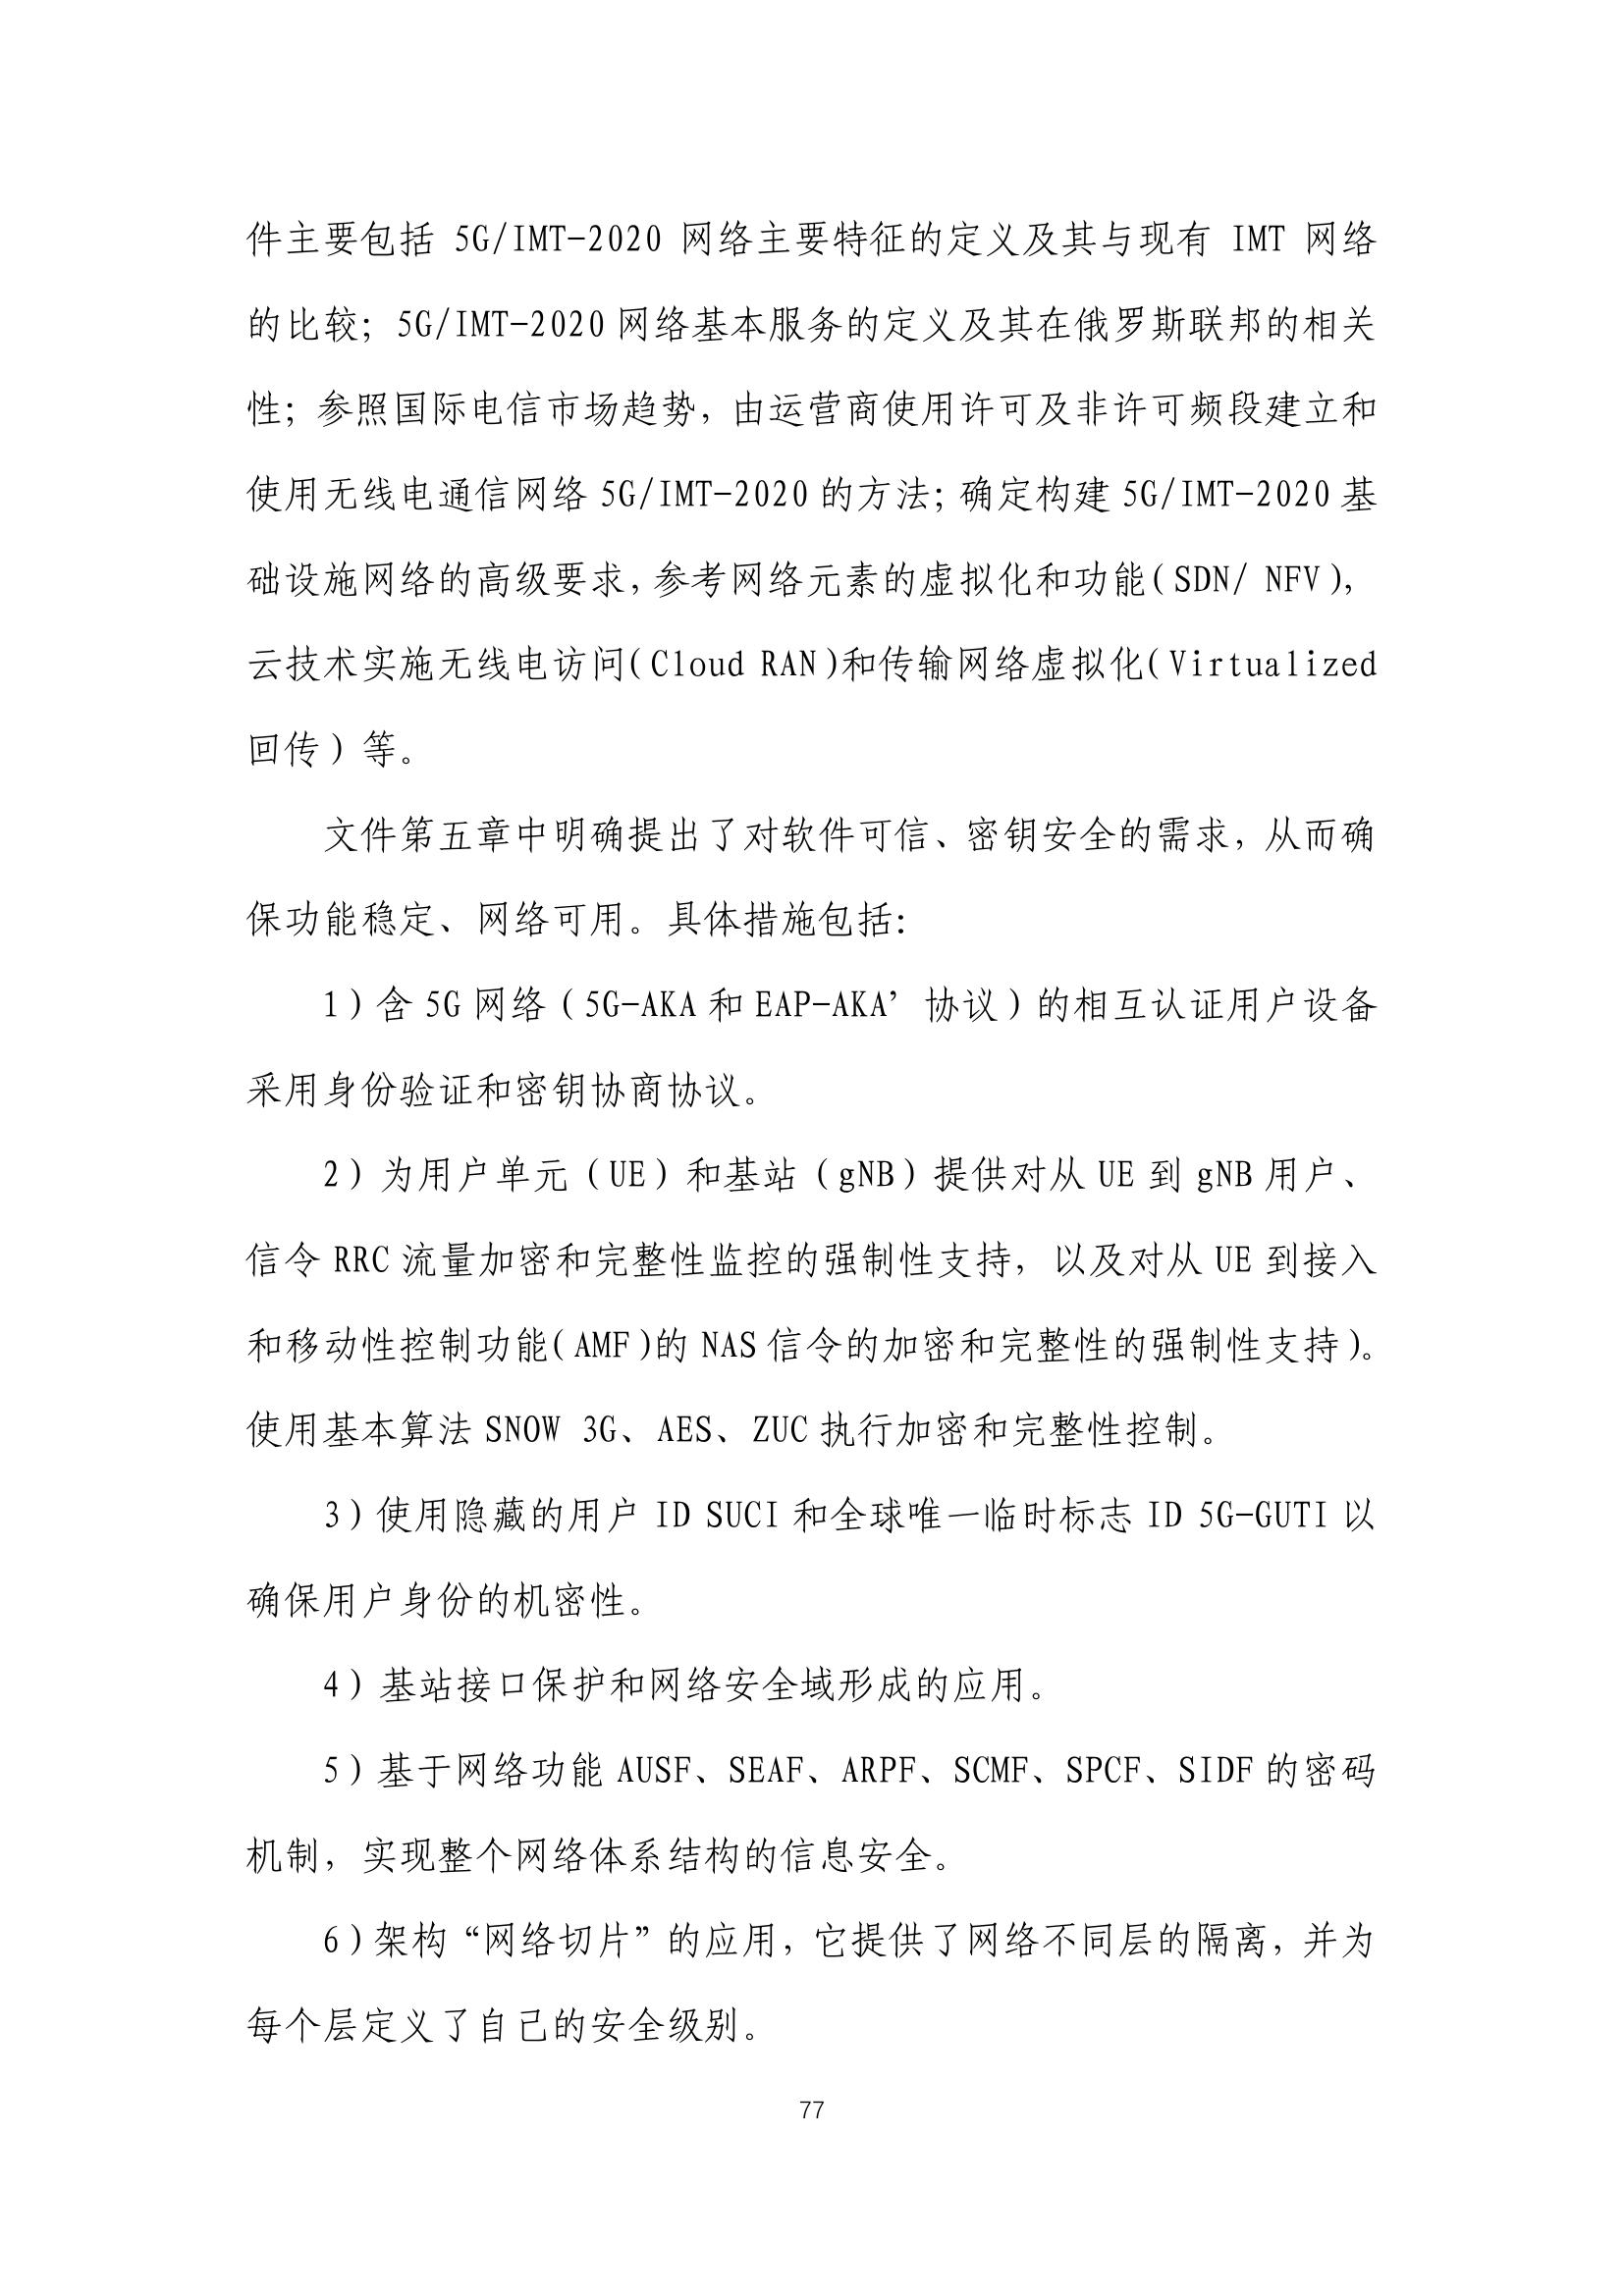 件主要包括 5G/IMT-2020 网络主要特征的定义及其与现有 IMT 网络
的比较；5G/IMT-2020 网络基本服务的定义及其在俄罗斯联邦的相关
性；参照国际电信市场趋势，由运营商使用许可及非许可频段建立和
使用无线电通信网络 5G/IMT-2020 的方法；确定构建 5G/IMT-2020 基
础设施网络的高级要求，参考网络元素的虚拟化和功能（SDN/ NFV），
云技术实施无线电访问（Cloud RAN）和传输网络虚拟化（Virtualized
回传）等。
文件第五章中明确提出了对软件可信、密钥安全的需求，从而确
保功能稳定、网络可用。具体措施包括：
1）含 5G 网络（5G-AKA 和 EAP-AKA’ 协议）的相互认证用户设备
采用身份验证和密钥协商协议。
2）为用户单元（UE）和基站（gNB）提供对从 UE 到 gNB 用户、
信令 RRC 流量加密和完整性监控的强制性支持，以及对从 UE 到接入
和移动性控制功能（AMF）的 NAS 信令的加密和完整性的强制性支持）。
使用基本算法 SNOW 3G、AES、ZUC 执行加密和完整性控制。
3）使用隐藏的用户 ID SUCI 和全球唯一临时标志 ID 5G-GUTI 以
确保用户身份的机密性。
4）基站接口保护和网络安全域形成的应用。
5）基于网络功能 AUSF、SEAF、ARPF、SCMF、SPCF、SIDF 的密码
机制，实现整个网络体系结构的信息安全。
6）架构“网络切片”的应用，它提供了网络不同层的隔离，并为
每个层定义了自己的安全级别。
77